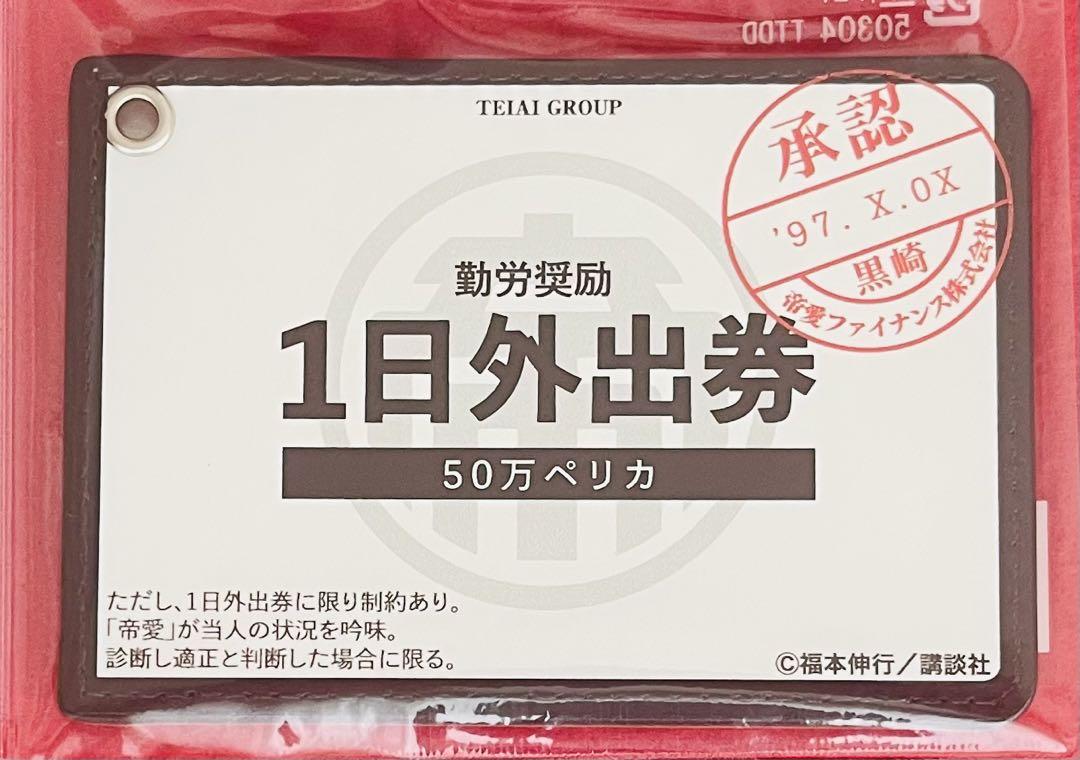 50304 TTDD
TEIAI GROUP
承認
'97. X.0X
黒崎
帝愛ファイナンス株式会社
勤労奨励
1日外出券
50万ペリカ
ただし、1日外出券に限り制約あり。
「帝愛」が当人の状況を吟味。
診断し適正と判断した場合に限る。
©福本伸行／講談社